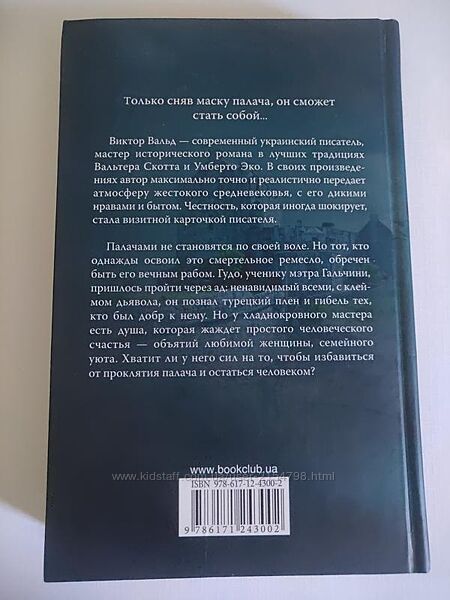 Только сняв маску палача, он сможет
стать собой...
Виктор Вальд — современный украинский писатель,
мастер исторического романа в лучших традициях
Вальтера Скотта и Умберто Эко. В своих произведе-
ниях автор максимально точно и реалистично передает
атмосферу жестокого средневековья, с его дикими
нравами и бытом. Честность, которая иногда шокирует,
стала визитной карточкой писателя.
Палачами не становятся по своей воле. Но тот, кто
однажды освоил это смертельное ремесло, обречен
быть его вечным рабом. Гудо, ученику мэтра Гальчини,
пришлось пройти через ад: ненавидимый всеми, с клей-
мом дьявола, он познал турецкий плен и гибель тех,
кто был добр к нему. Но и у хладнокровного мастера
есть душа, которая жаждет простого человеческого
счастья — объятий любимой женщины, семейного
уюта. Хватит ли у него сил на то, чтобы избавиться
от проклятия палача и остаться человеком?
www.bookclub.ua
ISBN 978-617-12-4300-2
9 786171 243002